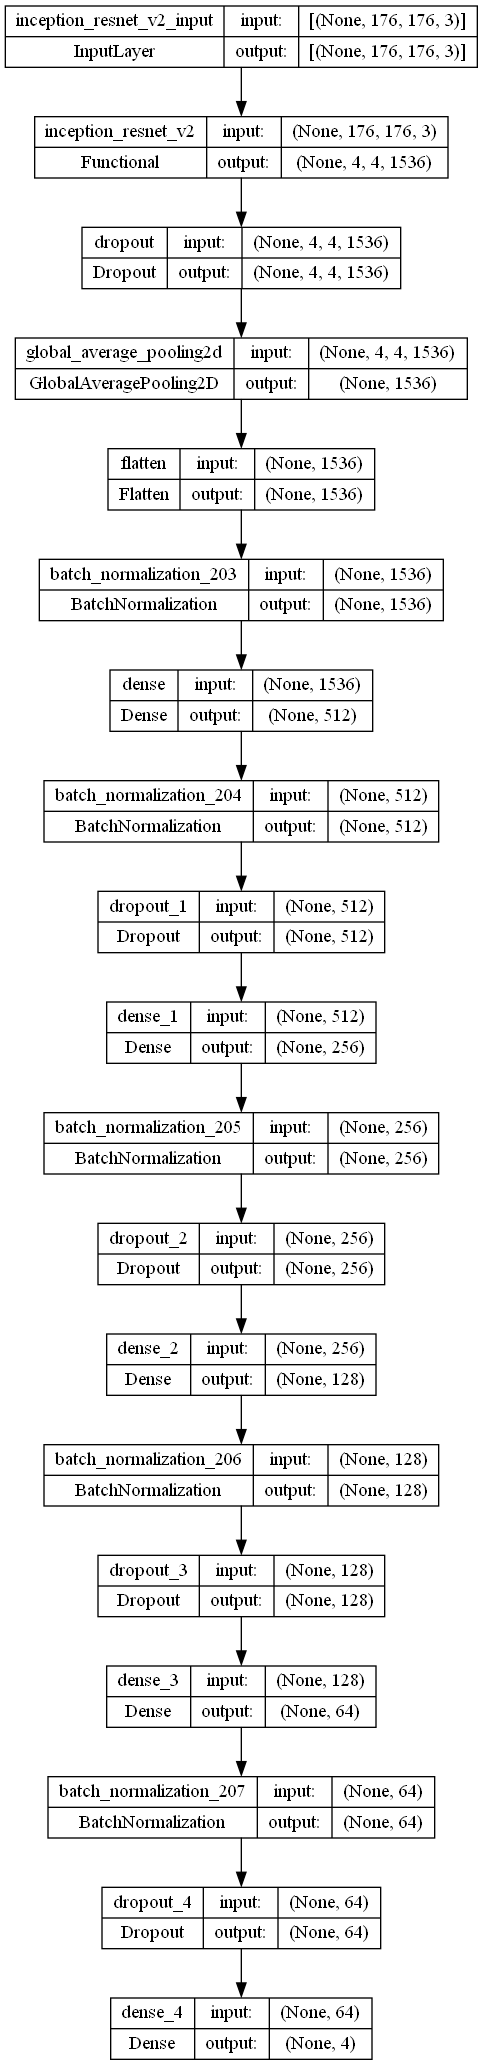 inception_resnet_v2_input input: [(None, 176, 176, 3)]
InputLayer output: [(None, 176, 176, 3)]
inception_resnet_v2 input: (None, 176, 176, 3)
Functional output: (None, 4, 4, 1536)
dropout input: (None, 4, 4, 1536)
Dropout output: (None, 4, 4, 1536)
global_average_pooling2d input: (None, 4, 4, 1536)
GlobalAveragePooling2D output: (None, 1536)
flatten input: (None, 1536)
Flatten output: (None, 1536)
batch_normalization_203 input: (None, 1536)
BatchNormalization output: (None, 1536)
dense input: (None, 1536)
Dense output: (None, 512)
batch_normalization_204 input: (None, 512)
BatchNormalization output: (None, 512)
dropout_1 input: (None, 512)
Dropout output: (None, 512)
dense_1 input: (None, 512)
Dense output: (None, 256)
batch_normalization_205 input: (None, 256)
BatchNormalization output: (None, 256)
dropout_2 input: (None, 256)
Dropout output: (None, 256)
dense_2 input: (None, 256)
Dense output: (None, 128)
batch_normalization_206 input: (None, 128)
BatchNormalization output: (None, 128)
dropout_3 input: (None, 128)
Dropout output: (None, 128)
dense_3 input: (None, 128)
Dense output: (None, 64)
batch_normalization_207 input: (None, 64)
BatchNormalization output: (None, 64)
dropout_4 input: (None, 64)
Dropout output: (None, 64)
dense_4 input: (None, 64)
Dense output: (None, 4)